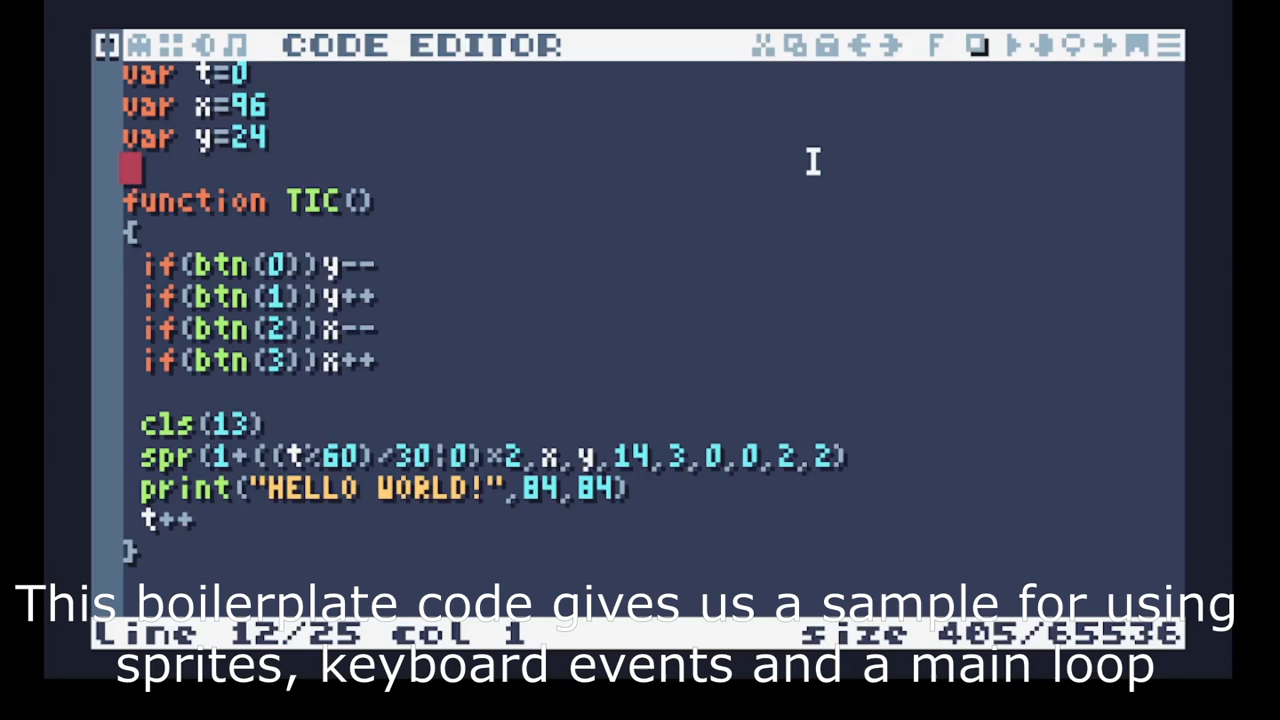 CODE EDITOR
F
var t=0
var x=96
var y=24
function TIC()
{
if(btn(0))y--
if(btn(1))y++
if(btn(2))x--
if(btn(3))x++
cls(13)
spr(1+((t%60)/30|0)*2,x,y,14,3,0,0,2,2)
print("HELLO WORLD!",84,84)
t++
}
This boilerplate code gives us a sample for using
line 12/25 col 1 size 405/65536
sprites, keyboard events and a main loop